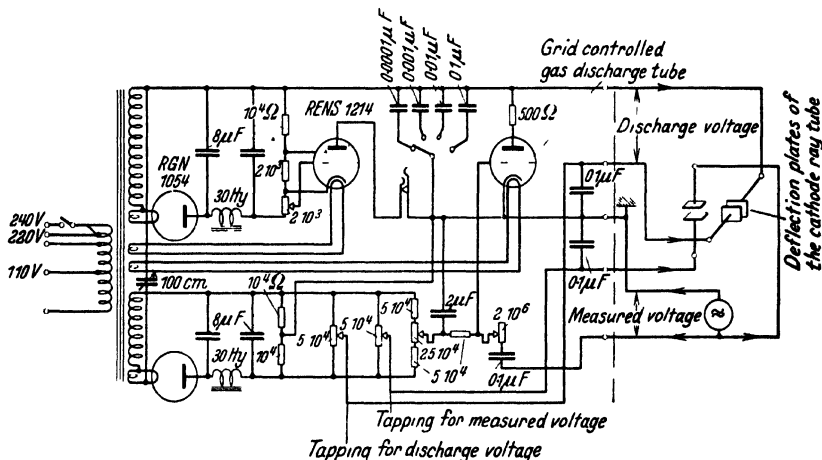 0·0001µF
0·001µF
0·01µF
0·1µF
Grid controlled
gas discharge tube
10⁴Ω
RENS 1214
500Ω
Discharge voltage
8µF
RGN
1054
2·10³
30Hy
2·10³
0·1µF
240V
220V
110V
Deflection plates of
the cathode ray tube
100 cm
10⁴Ω
0·1µF
8µF
5·10⁴
5·10⁴
5·10⁴
2µF
2·10⁶
Measured voltage
30Hy
10⁴
2·5·10⁴
5·10⁴
0·1µF
Tapping for measured voltage
Tapping for discharge voltage